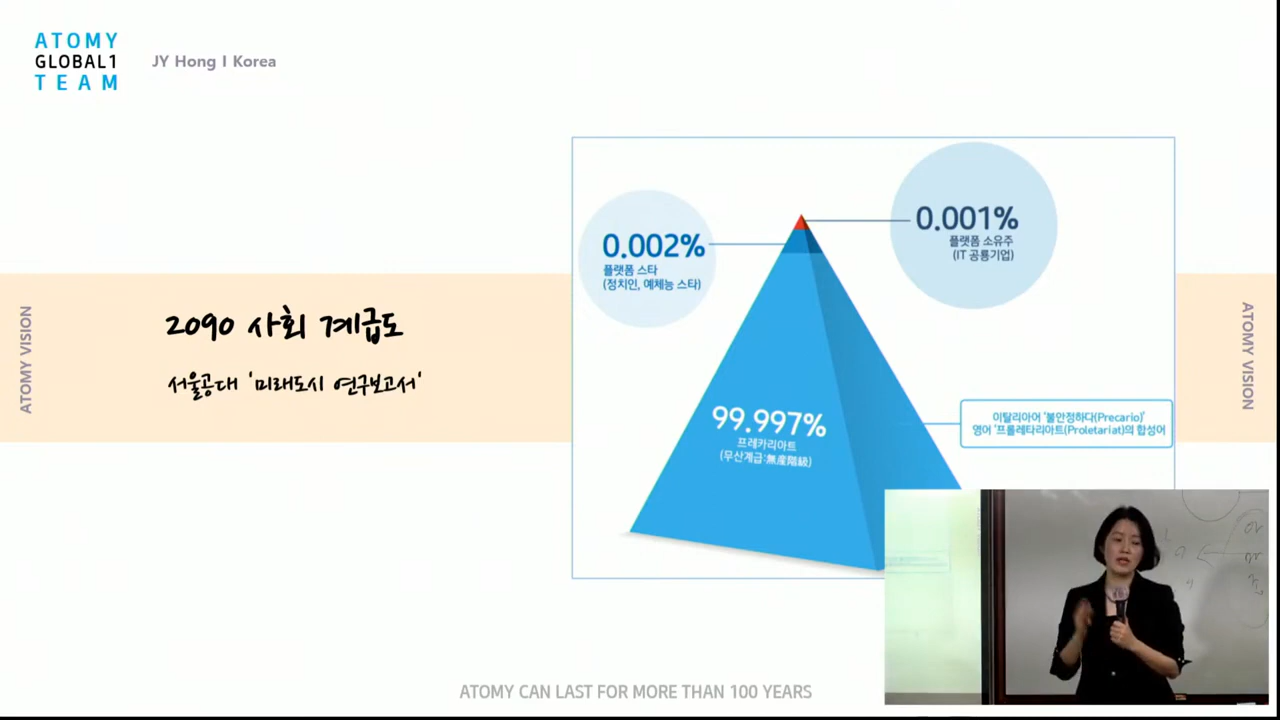 ATOMY
GLOBAL1
TEAM
JY Hong I Korea
0.002%
플랫폼 스타
(정치인, 예체능 스타)
0.001%
플랫폼 소유주
(IT 공룡기업)
ATOMY VISION
2090 사회 계급도
서울공대 '미래도시 연구보고서'
99.997%
프레카리아트
(무산계급:無産階級)
이탈리아어 '불안정하다(Precario)'
영어 '프롤레타리아트(Proletariat)의 합성어
ATOMY VISION
ATOMY CAN LAST FOR MORE THAN 100 YEARS